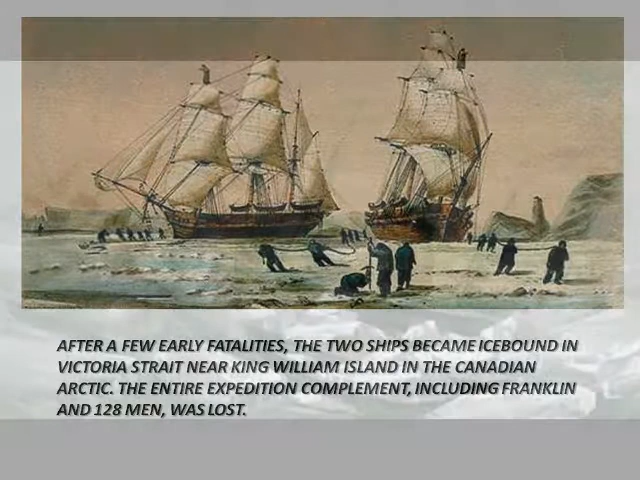 AFTER A FEW EARLY FATALITIES, THE TWO SHIPS BECAME ICEBOUND IN
VICTORIA STRAIT NEAR KING WILLIAM ISLAND IN THE CANADIAN
ARCTIC. THE ENTIRE EXPEDITION COMPLEMENT, INCLUDING FRANKLIN
AND 128 MEN, WAS LOST.